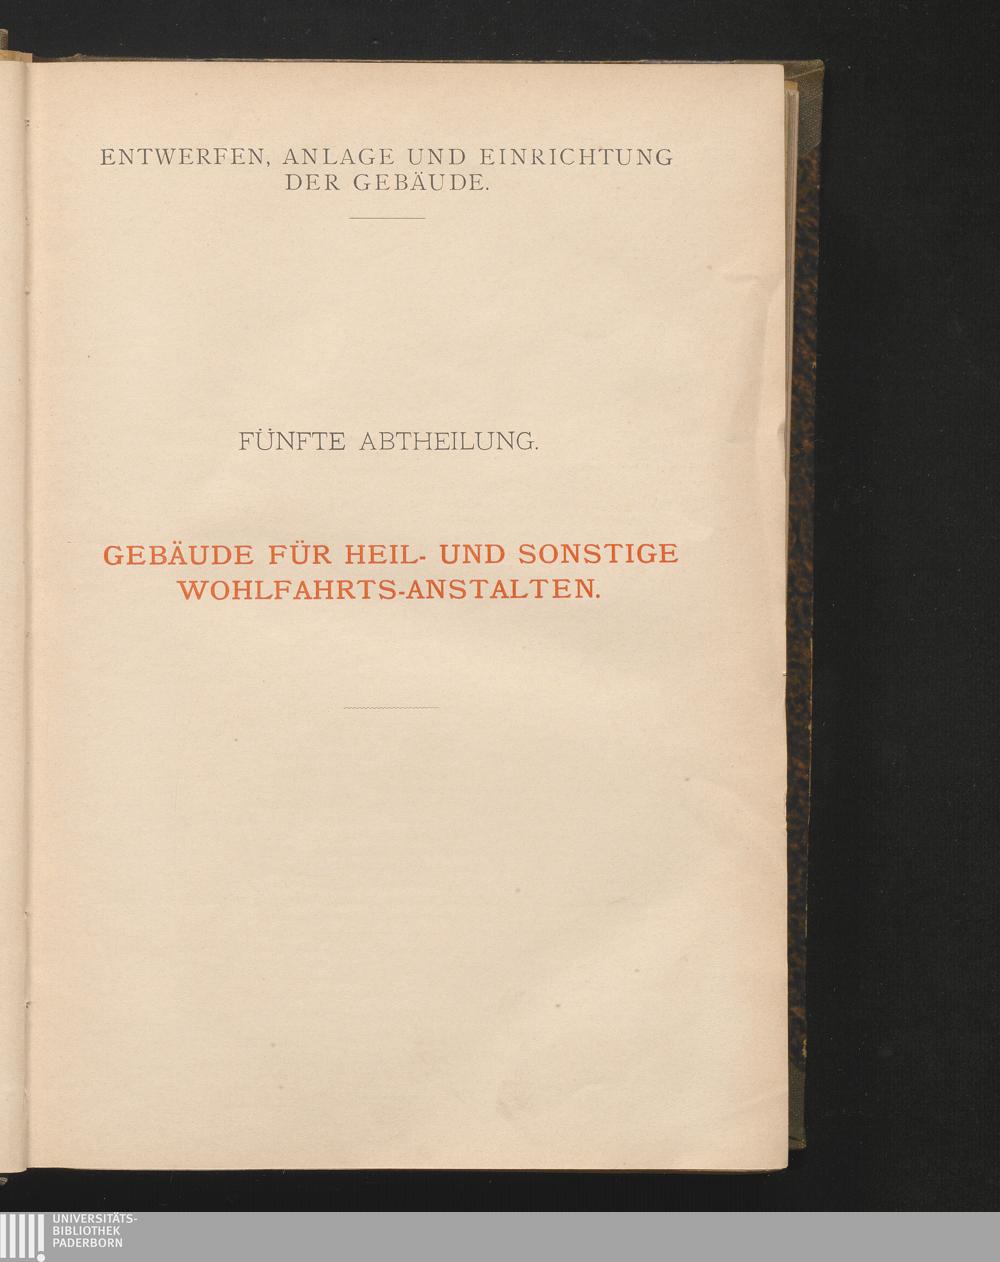 ENTWERFEN, ANLAGE UND EINRICHTUNG
DER GEBÄUDE.
FÜNFTE ABTHEILUNG.
GEBÄUDE FÜR HEIL- UND SONSTIGE
WOHLFAHRTS-ANSTALTEN.
UNIVERSITÄTS-
BIBLIOTHEK
PADERBORN